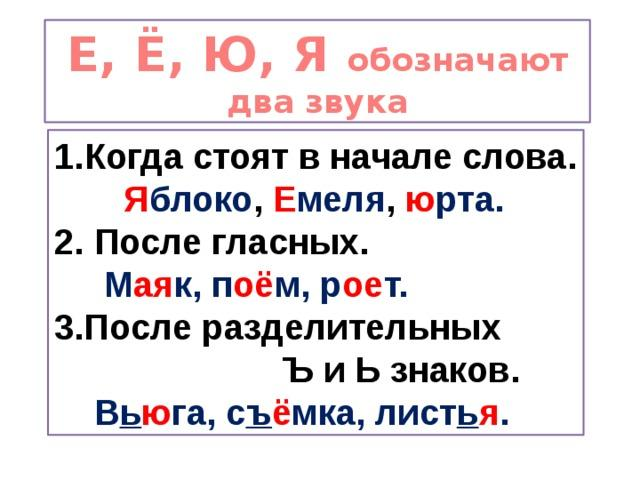 Е, Ё, Ю, Я обозначают
два звука
1.Когда стоят в начале слова.
Яблоко, Емеля, юрта.
2. После гласных.
Маяк, поём, роет.
3.После разделительных
Ъ и Ь знаков.
Вьюга, съёмка, листья.